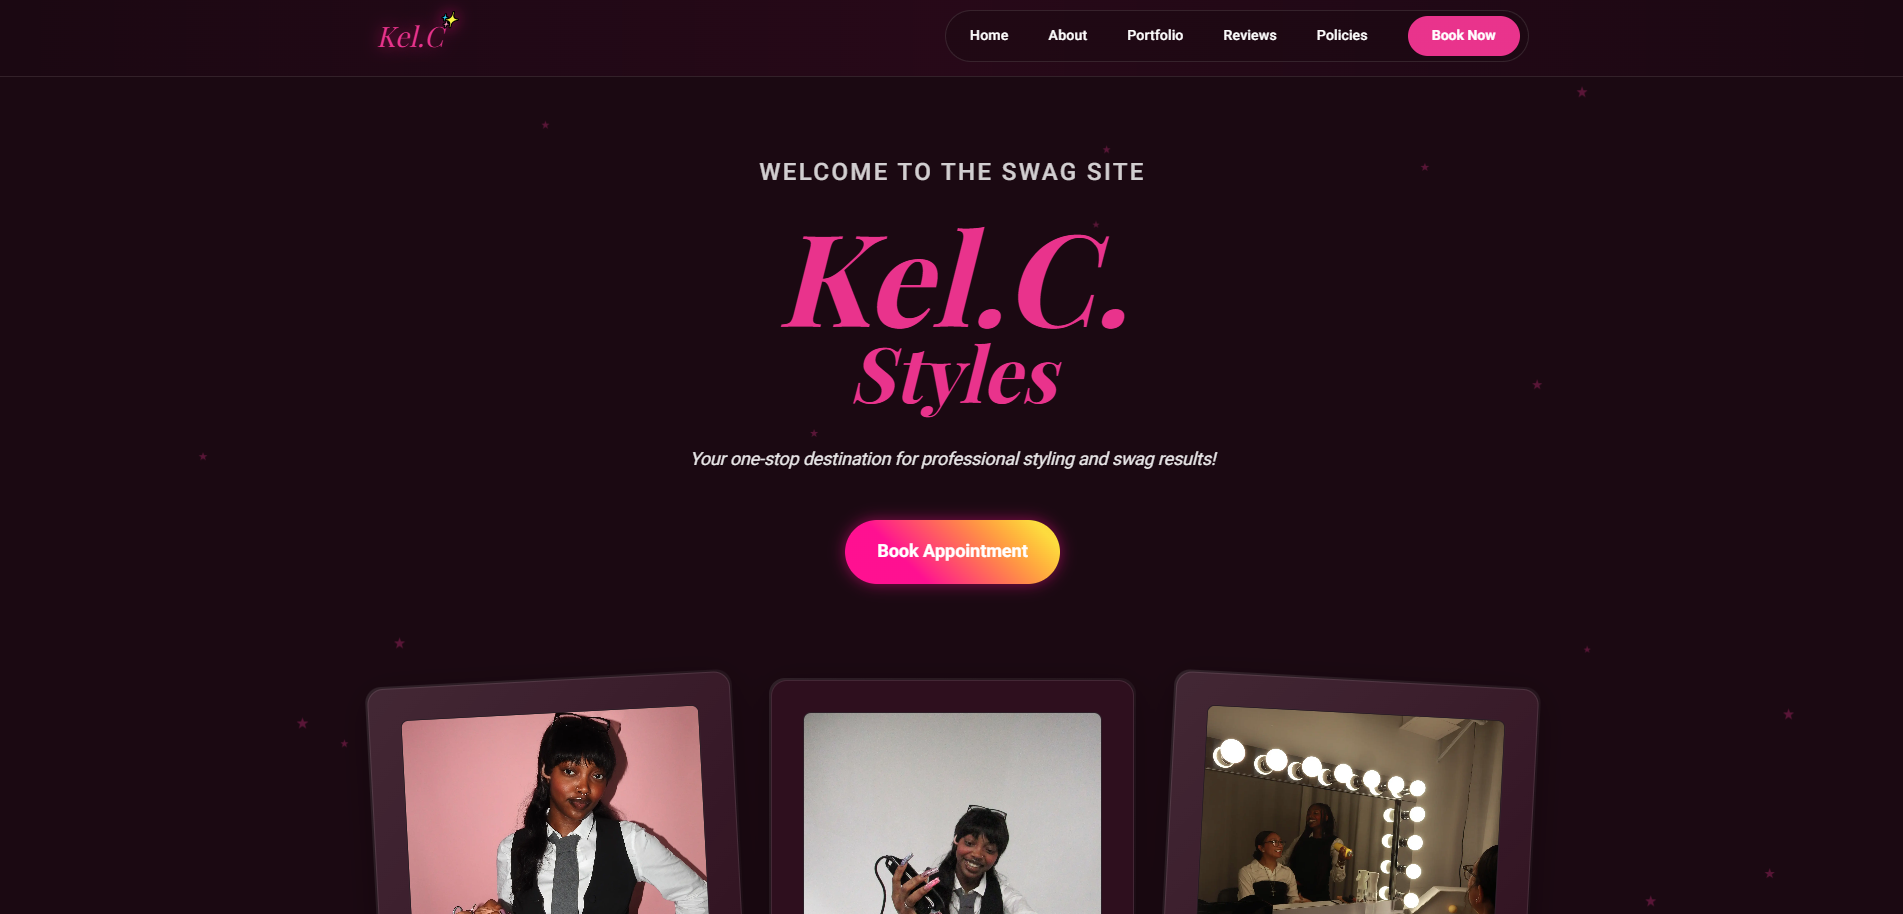 Kel.C
Home About Portfolio Reviews Policies Book Now
WELCOME TO THE SWAG SITE
Kel.C.
Styles
Your one-stop destination for professional styling and swag results!
Book Appointment